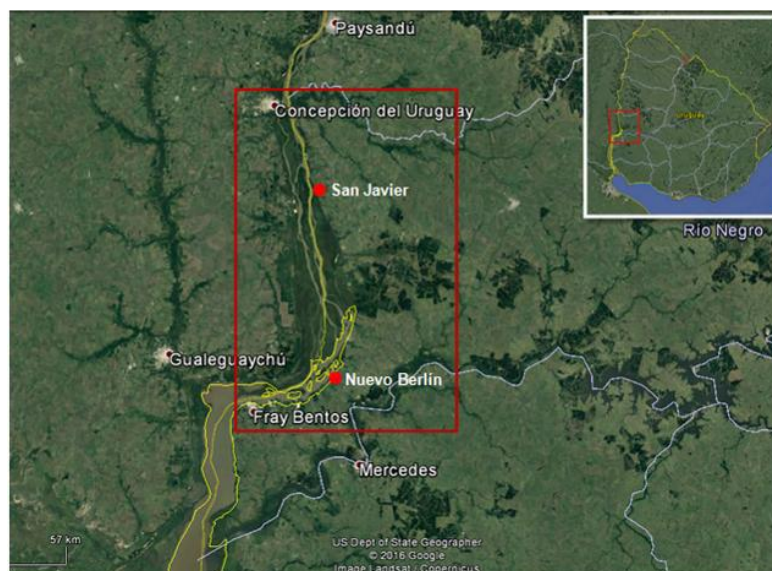 Paysandú
Concepción del Uruguay
San Javier
Uruguay
Río Negro
Gualeguaychú
Nuevo Berlín
Fray Bentos
Mercedes
57 km
US Dept of State Geographer
© 2016 Google
Image Landsat / Copernicus